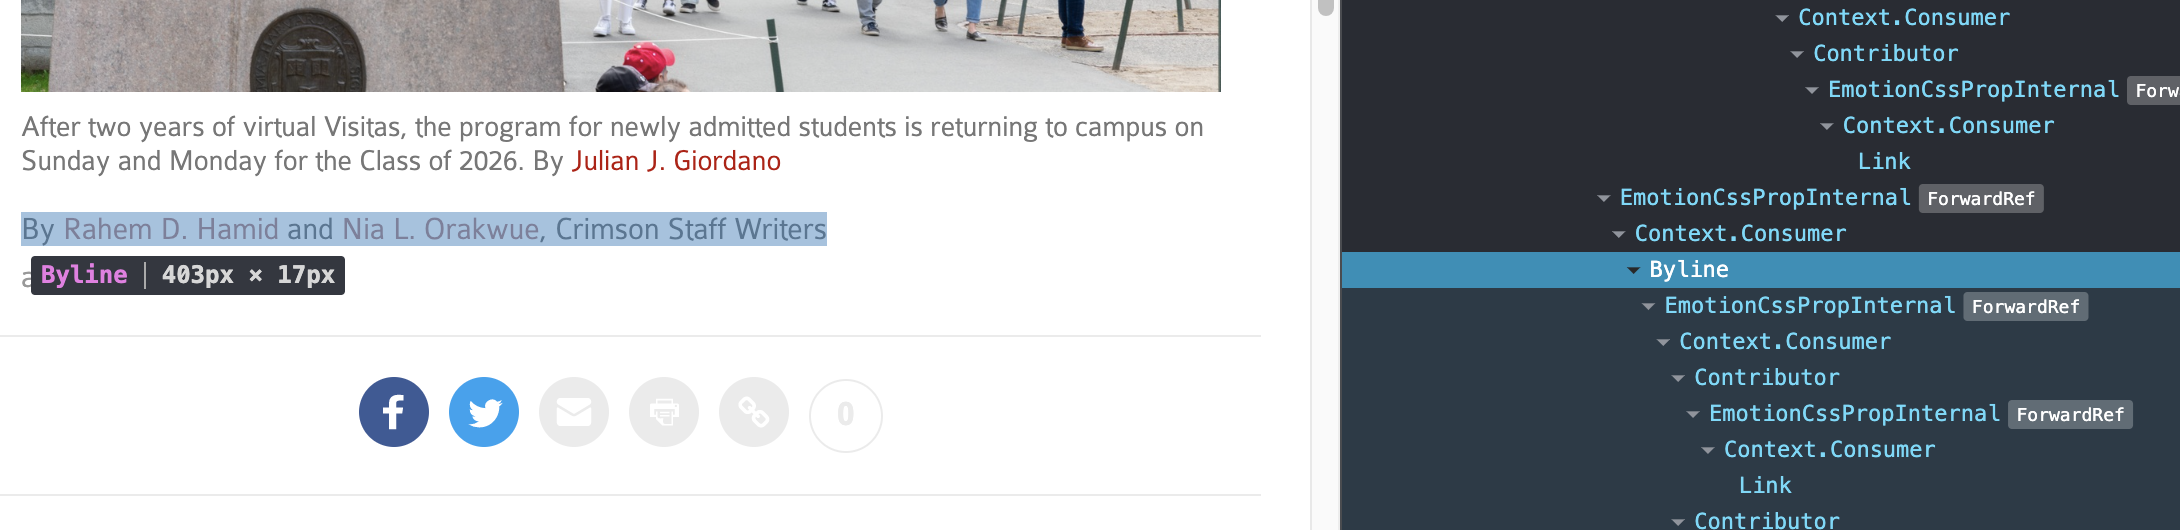 After two years of virtual Visitas, the program for newly admitted students is returning to campus on
Sunday and Monday for the Class of 2026. By Julian J. Giordano
By Rahem D. Hamid and Nia L. Orakwue, Crimson Staff Writers
a
Byline | 403px × 17px
0
Context.Consumer
Contributor
EmotionCssPropInternal Forw
Context.Consumer
Link
EmotionCssPropInternal ForwardRef
Context.Consumer
Byline
EmotionCssPropInternal ForwardRef
Context.Consumer
Contributor
EmotionCssPropInternal ForwardRef
Context.Consumer
Link
Contributor